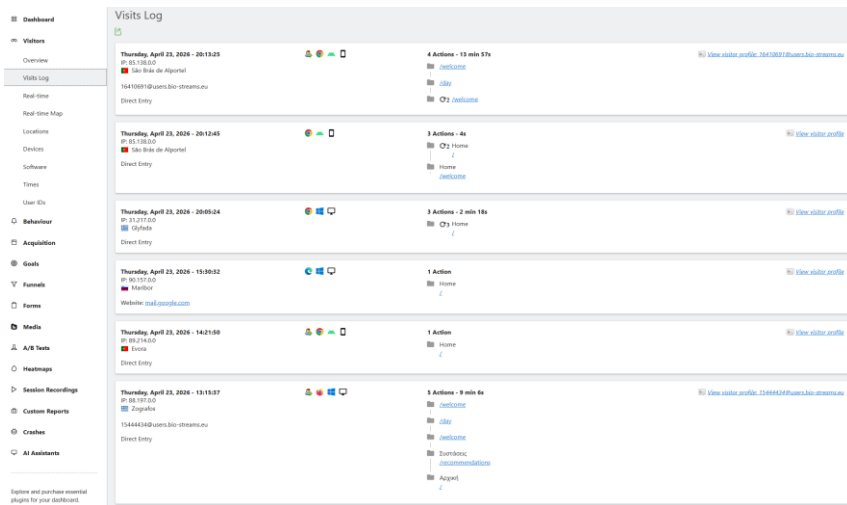 Visits Log
Dashboard
Visitors
Overview
Visits Log
Real-time
Real-time Map
Locations
Devices
Software
Times
User IDs
Behaviour
Acquisition
Goals
Funnels
Forms
Media
A/B Tests
Heatmaps
Session Recordings
Custom Reports
Crashes
AI Assistants
Explore and purchase essential
plugins for your dashboard.
Thursday, April 23, 2026 - 20:13:25
IP: 85.138.0.0
São Brás de Alportel
16410691@users.bio-streams.eu
Direct Entry
4 Actions - 13 min 57s
/welcome
/day
2 /welcome
View visitor profile: 16410691@users.bio-streams.eu
Thursday, April 23, 2026 - 20:12:45
IP: 85.138.0.0
São Brás de Alportel
Direct Entry
3 Actions - 4s
2 Home
/
Home
/welcome
View visitor profile
Thursday, April 23, 2026 - 20:05:24
IP: 31.217.0.0
Glyfada
Direct Entry
3 Actions - 2 min 18s
3 Home
/
View visitor profile
Thursday, April 23, 2026 - 15:30:52
IP: 90.157.0.0
Maribor
Website: mail.google.com
1 Action
Home
/
View visitor profile
Thursday, April 23, 2026 - 14:21:50
IP: 89.214.0.0
Evora
Direct Entry
1 Action
Home
/
View visitor profile
Thursday, April 23, 2026 - 13:15:37
IP: 88.197.0.0
Zografos
15444434@users.bio-streams.eu
Direct Entry
5 Actions - 9 min 6s
/welcome
/day
/welcome
Συστάσεις
/recommendations
Αρχική
/
View visitor profile: 15444434@users.bio-streams.eu